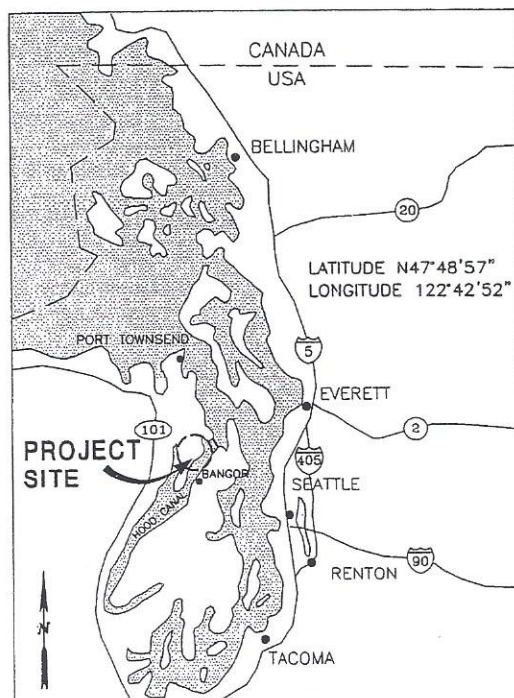 CANADA
USA
BELLINGHAM
20
LATITUDE N47°48'57"
LONGITUDE 122°42'52"
PORT TOWNSEND
5
EVERETT
101
2
PROJECT
SITE
405
BANGOR
SEATTLE
HOOD CANAL
90
RENTON
N
TACOMA